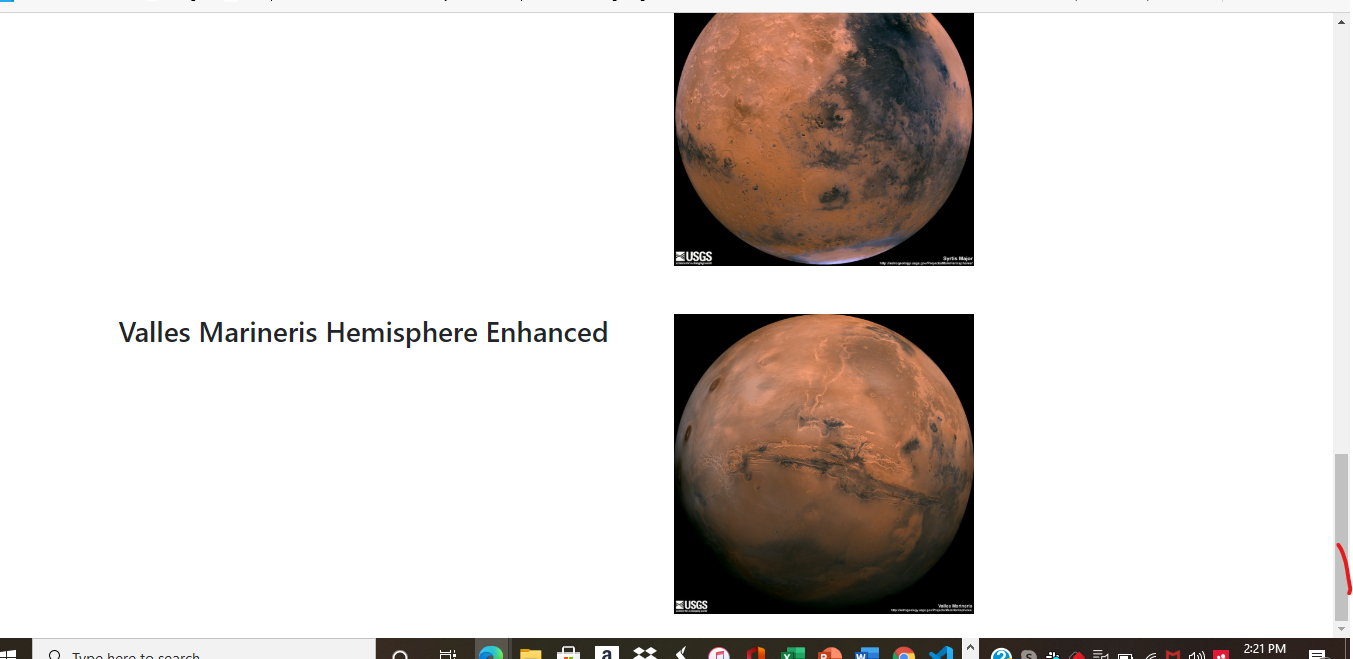 USGS
Syrtis Major
Valles Marineris Hemisphere Enhanced
USGS
Valles Marineris
Type here to search
2:21 PM